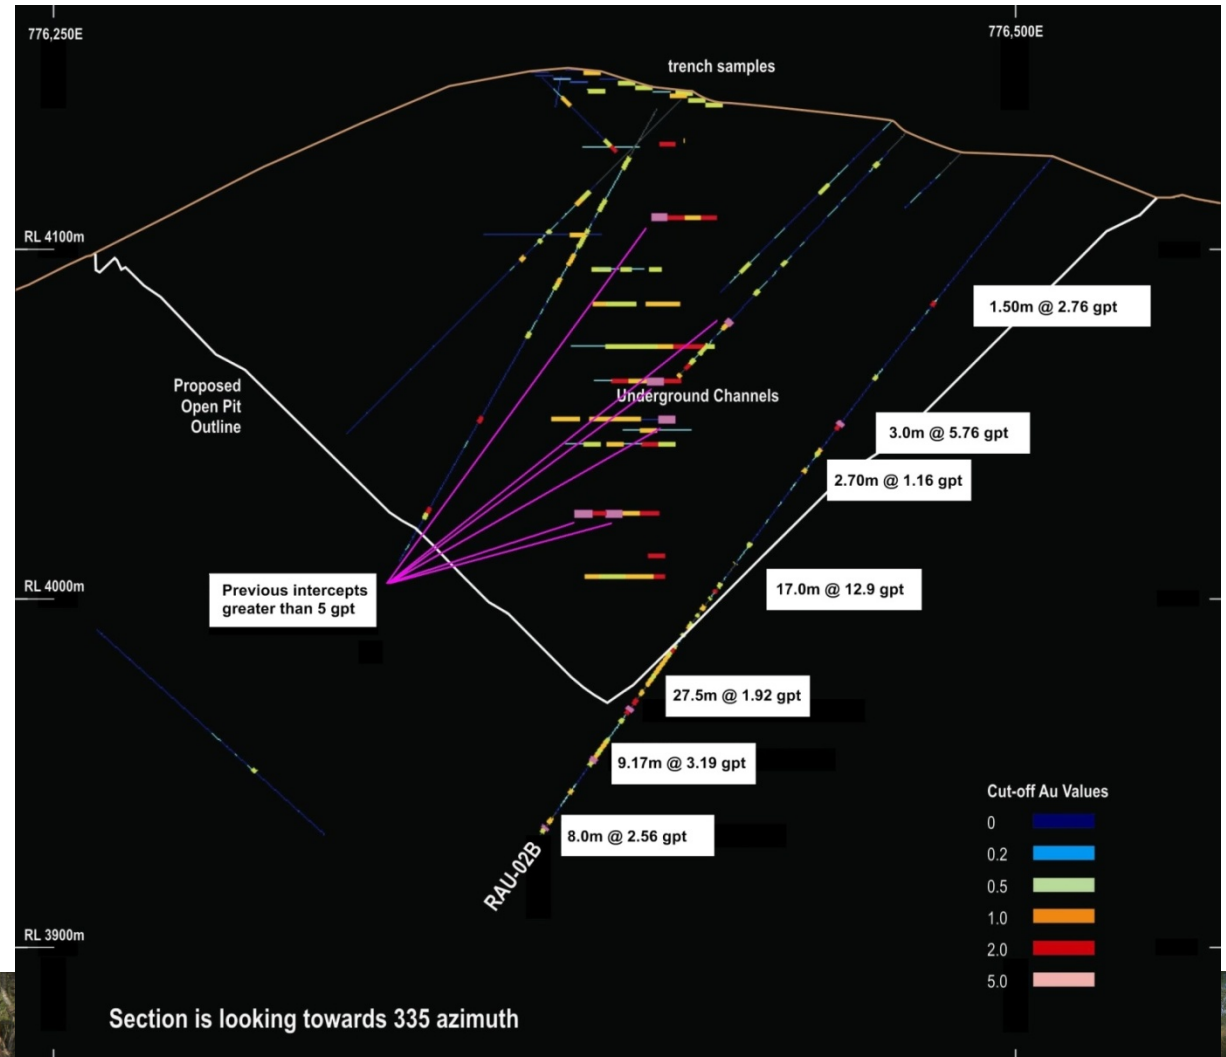 776,250E
776,500E
trench samples
RL 4100m
1.50m @ 2.76 gpt
Proposed
Open Pit
Outline
Underground Channels
3.0m @ 5.76 gpt
2.70m @ 1.16 gpt
Previous intercepts
greater than 5 gpt
RL 4000m
17.0m @ 12.9 gpt
27.5m @ 1.92 gpt
9.17m @ 3.19 gpt
8.0m @ 2.56 gpt
RAU-02B
Cut-off Au Values
0
0.2
0.5
1.0
2.0
5.0
RL 3900m
Section is looking towards 335 azimuth